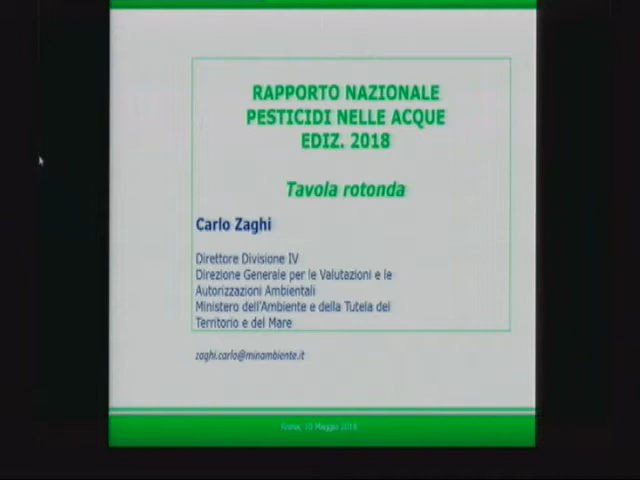 RAPPORTO NAZIONALE
PESTICIDI NELLE ACQUE
EDIZ. 2018
Tavola rotonda
Carlo Zaghi
Direttore Divisione IV
Direzione Generale per le Valutazioni e le
Autorizzazioni Ambientali
Ministero dell'Ambiente e della Tutela del
Territorio e del Mare
zaghi.carlo@minambiente.it
Roma, 10 Maggio 2018